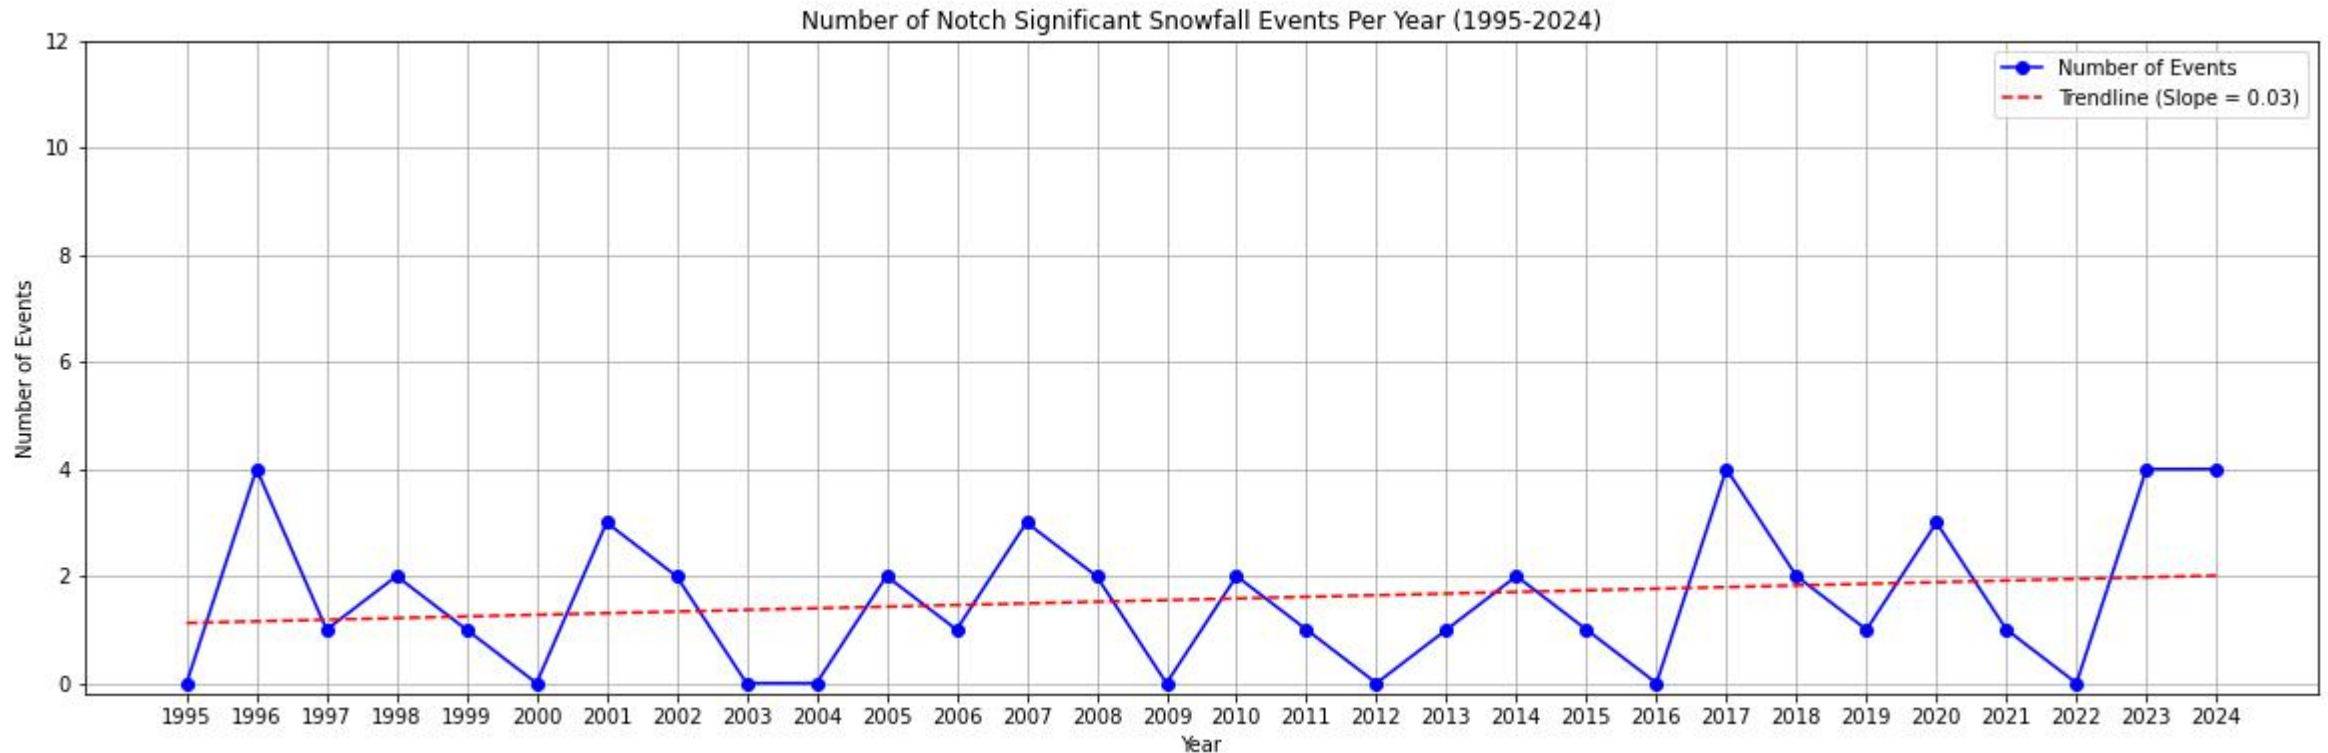 Number of Notch Significant Snowfall Events Per Year (1995-2024)
Number of Events
Trendline (Slope = 0.03)
Number of Events
12
10
8
6
4
2
0
1995 1996 1997 1998 1999 2000 2001 2002 2003 2004 2005 2006 2007 2008 2009 2010 2011 2012 2013 2014 2015 2016 2017 2018 2019 2020 2021 2022 2023 2024
Year